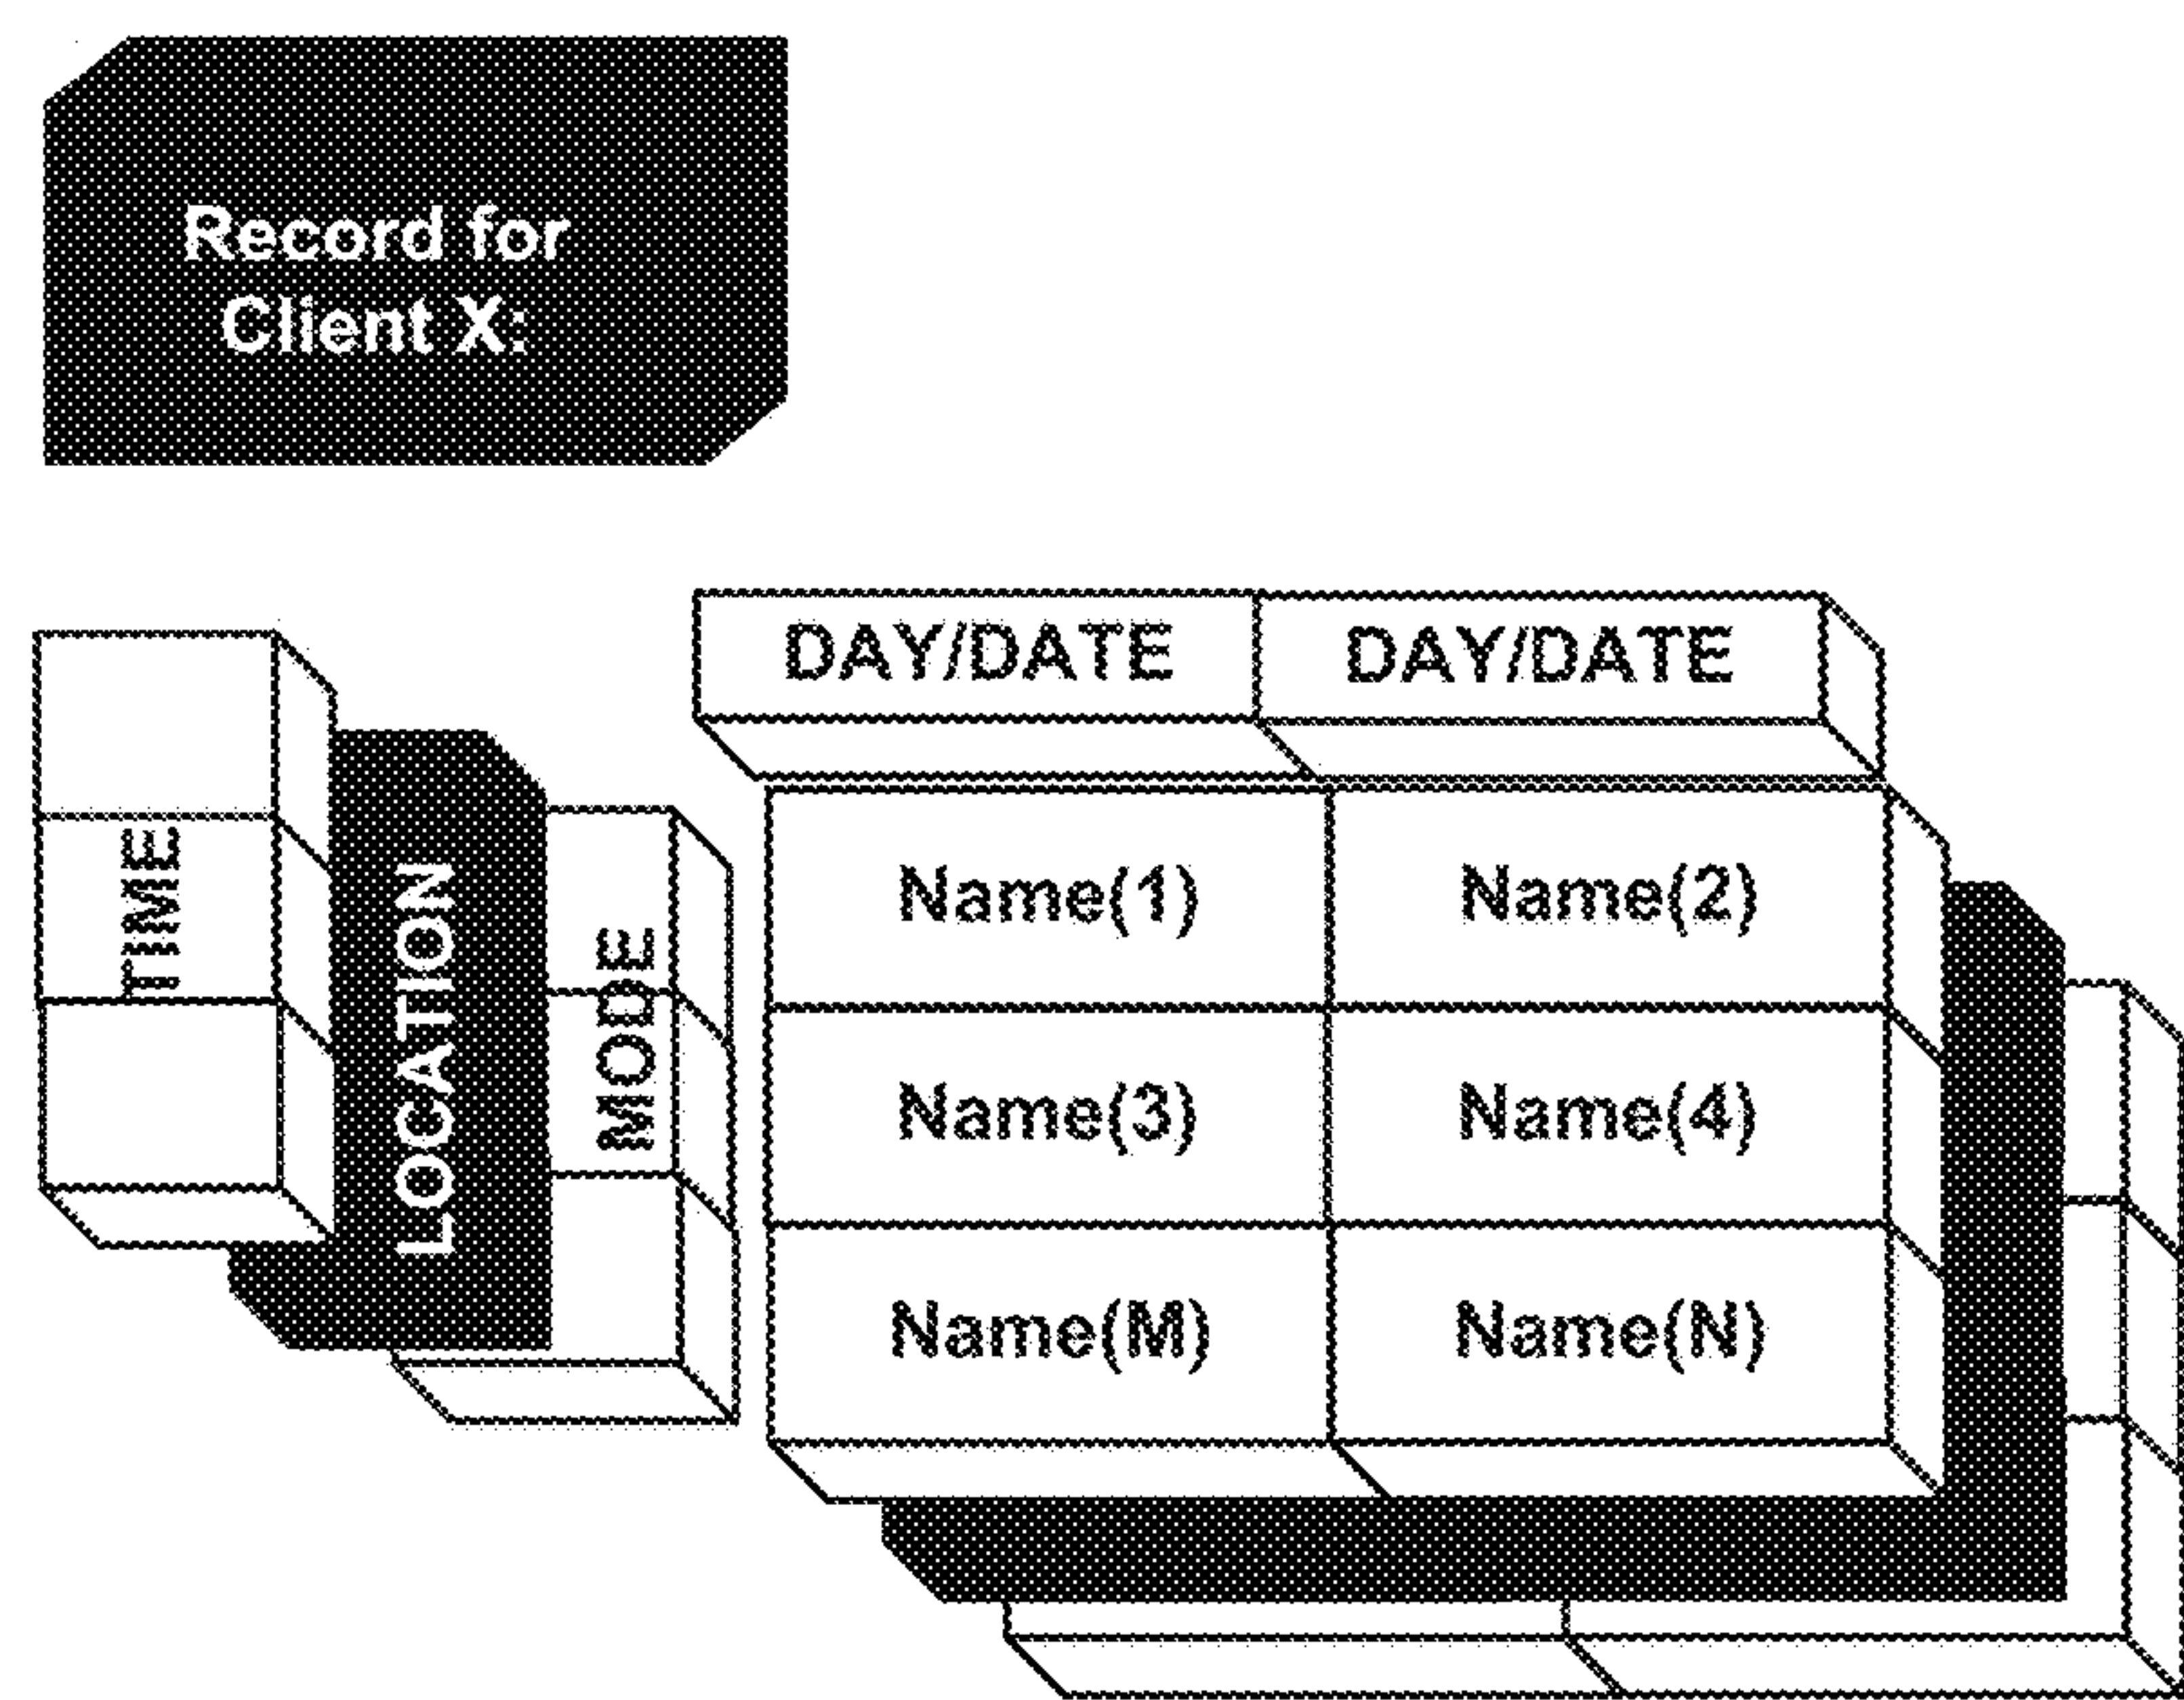 Record for
Client X:
DAY/DATE DAY/DATE
TIME
LOCATION
MODE
Name(1) Name(2)
Name(3) Name(4)
Name(M) Name(N)